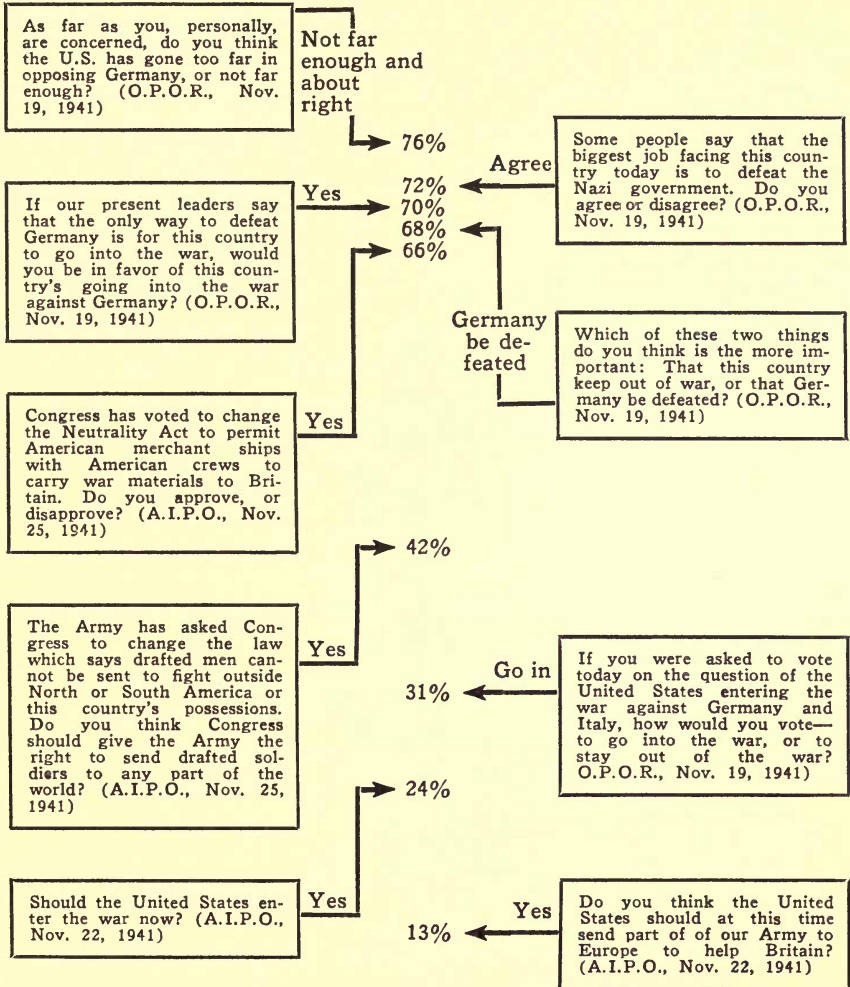 As far as you, personally,
are concerned, do you think
the U.S. has gone too far in
opposing Germany, or not far
enough? (O.P.O.R., Nov.
19, 1941)
Not far
enough and
about
right
76%
Some people say that the
biggest job facing this coun-
try today is to defeat the
Nazi government. Do you
agree or disagree? (O.P.O.R.,
Nov. 19, 1941)
Agree
72%
If our present leaders say
that the only way to defeat
Germany is for this country
to go into the war, would
you be in favor of this coun-
try's going into the war
against Germany? (O.P.O.R.,
Nov. 19, 1941)
Yes
70%
68%
66%
Germany
be de-
feated
Which of these two things
do you think is the more im-
portant: That this country
keep out of war, or that Ger-
many be defeated? (O.P.O.R.,
Nov. 19, 1941)
Congress has voted to change
the Neutrality Act to permit
American merchant ships
with American crews to
carry war materials to Bri-
tain. Do you approve, or
disapprove? (A.I.P.O., Nov.
25, 1941)
Yes
42%
The Army has asked Con-
gress to change the law
which says drafted men can-
not be sent to fight outside
North or South America or
this country's possessions.
Do you think Congress
should give the Army the
right to send drafted sol-
diers to any part of the
world? (A.I.P.O., Nov. 25,
1941)
Yes
31%
Go in
If you were asked to vote
today on the question of the
United States entering the
war against Germany and
Italy, how would you vote—
to go into the war, or to
stay out of the war?
O.P.O.R., Nov. 19, 1941)
24%
Should the United States en-
ter the war now? (A.I.P.O.,
Nov. 22, 1941)
Yes
13%
Yes
Do you think the United
States should at this time
send part of of our Army to
Europe to help Britain?
(A.I.P.O., Nov. 22, 1941)